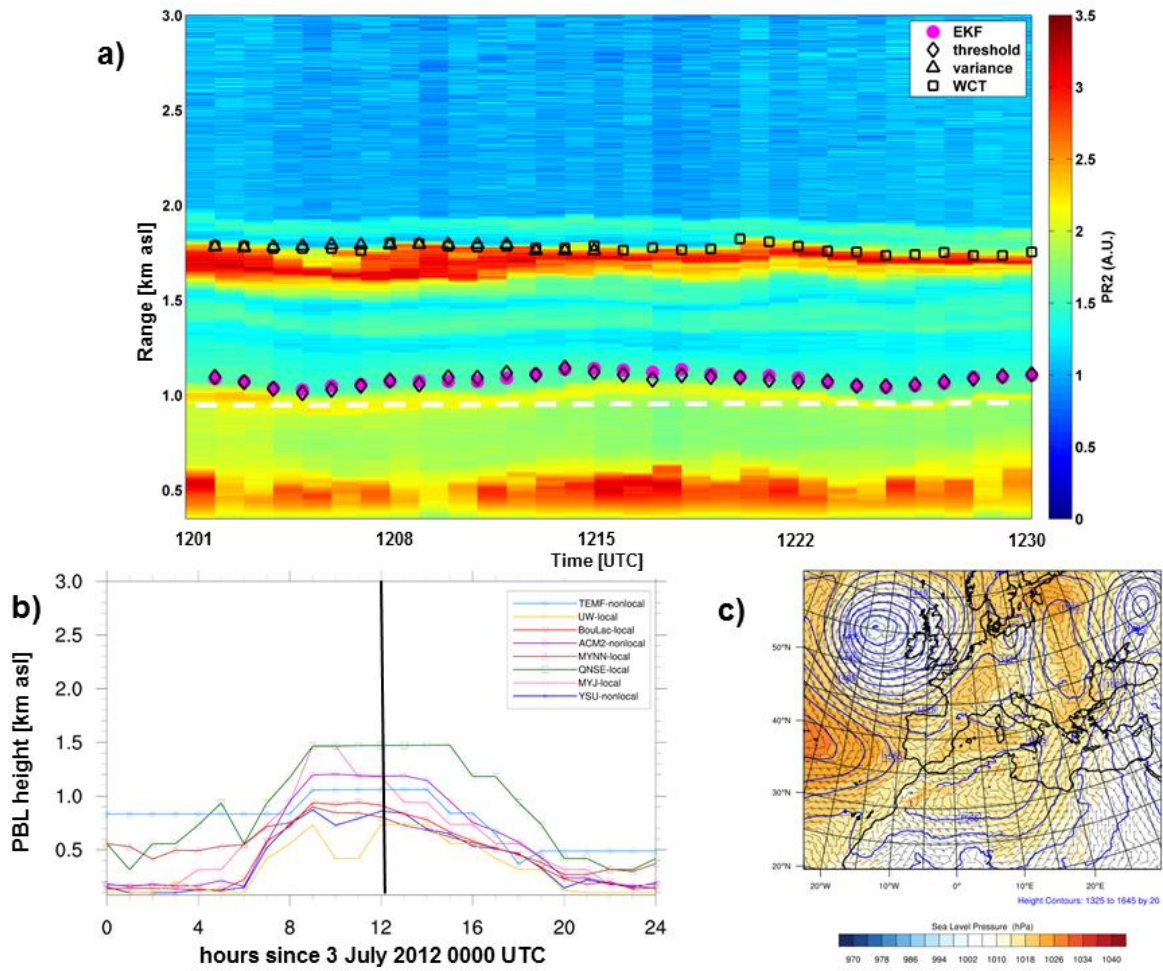 a)
3.0
2.5
2.0
1.5
1.0
0.5
Range [km asl]
EKF
threshold
variance
WCT
3.5
3
2.5
2
1.5
1
0.5
0
PR2 (A.U.)
1201
1208
1215
1222
1230
Time [UTC]
b)
3.0
2.5
2.0
1.5
1.0
0.5
PBL height [km asl]
TEMF-nonlocal
UW-local
BouLac-local
ACM2-nonlocal
MYNN-local
QNSE-local
MYJ-local
YSU-nonlocal
0 4 8 12 16 20 24
hours since 3 July 2012 0000 UTC
c)
50°N
40°N
30°N
20°N
20°W 10°W 0° 10°E 20°E
Height Contours: 1325 to 1645 by 20
Sea Level Pressure (hPa)
970 978 986 994 1002 1010 1018 1026 1034 1040